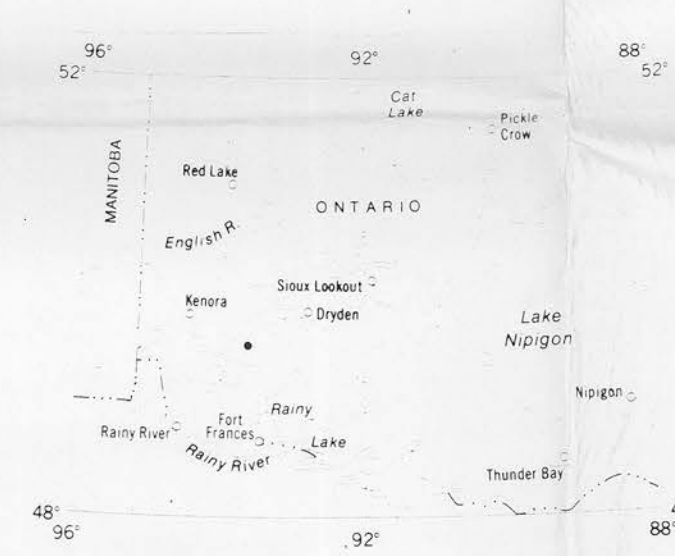 96°
92°
88°
52°
52°
Cat
Lake
Pickle
Crow
MANITOBA
Red Lake
ONTARIO
English R.
Sioux Lookout
Kenora
Dryden
Lake
Nipigon
Nipigon
Rainy
Lake
Fort
Frances
Rainy River
Rainy River
Thunder Bay
48°
96°
92°
88°